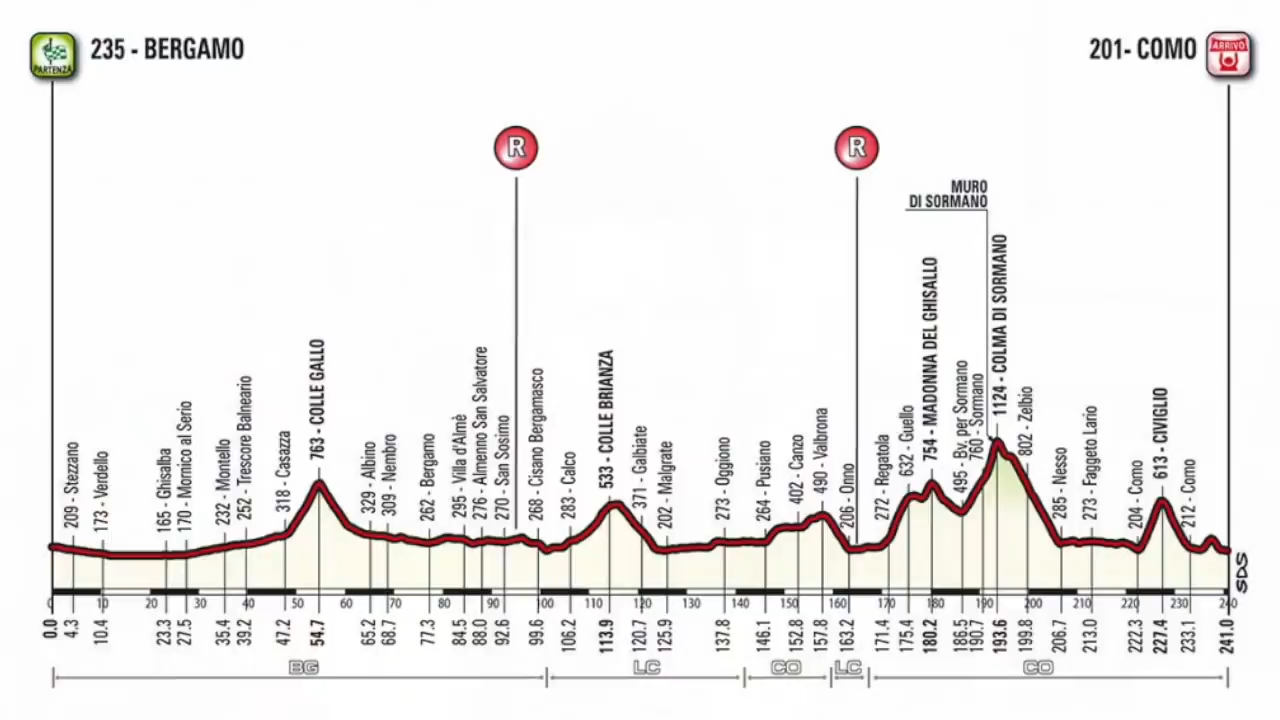 PARTENZA
235 - BERGAMO
201- COMO
ARRIVO
R
R
MURO
DI SORMANO
209 - Stezzano
173 - Verdello
165 - Ghisalba
170 - Mornico al Serio
232 - Montello
252 - Trescore Balneario
318 - Casazza
763 - COLLE GALLO
329 - Albino
309 - Nembro
262 - Bergamo
295 - Villa d'Almè
276 - Almenno San Salvatore
270 - San Sosimo
268 - Cisano Bergamasco
283 - Calco
533 - COLLE BRIANZA
371 - Galbiate
202 - Malgrate
273 - Oggiono
264 - Pusiano
402 - Canzo
490 - Valbrona
206 - Onno
272 - Regatola
632 - Guello
754 - MADONNA DEL GHISALLO
495 - Bv. per Sormano
760 - Sormano
1124 - COLMA DI SORMANO
802 - Zelbio
285 - Nesso
273 - Faggeto Lario
204 - Como
613 - CIVIGLIO
212 - Como
SDS
0 10 20 30 40 50 60 70 80 90 100 110 120 130 140 150 160 170 180 190 200 210 220 230 240
0.0 4.3 10.4 23.3 27.5 35.4 39.2 47.2 54.7 65.2 68.7 77.3 84.5 88.0 92.6 99.6 106.2 113.9 120.7 125.9 137.8 146.1 152.8 157.8 163.2 171.4 175.4 180.2 186.5 190.7 193.6 199.8 206.7 213.0 222.3 227.4 233.1 241.0
BG LC CO LC CO